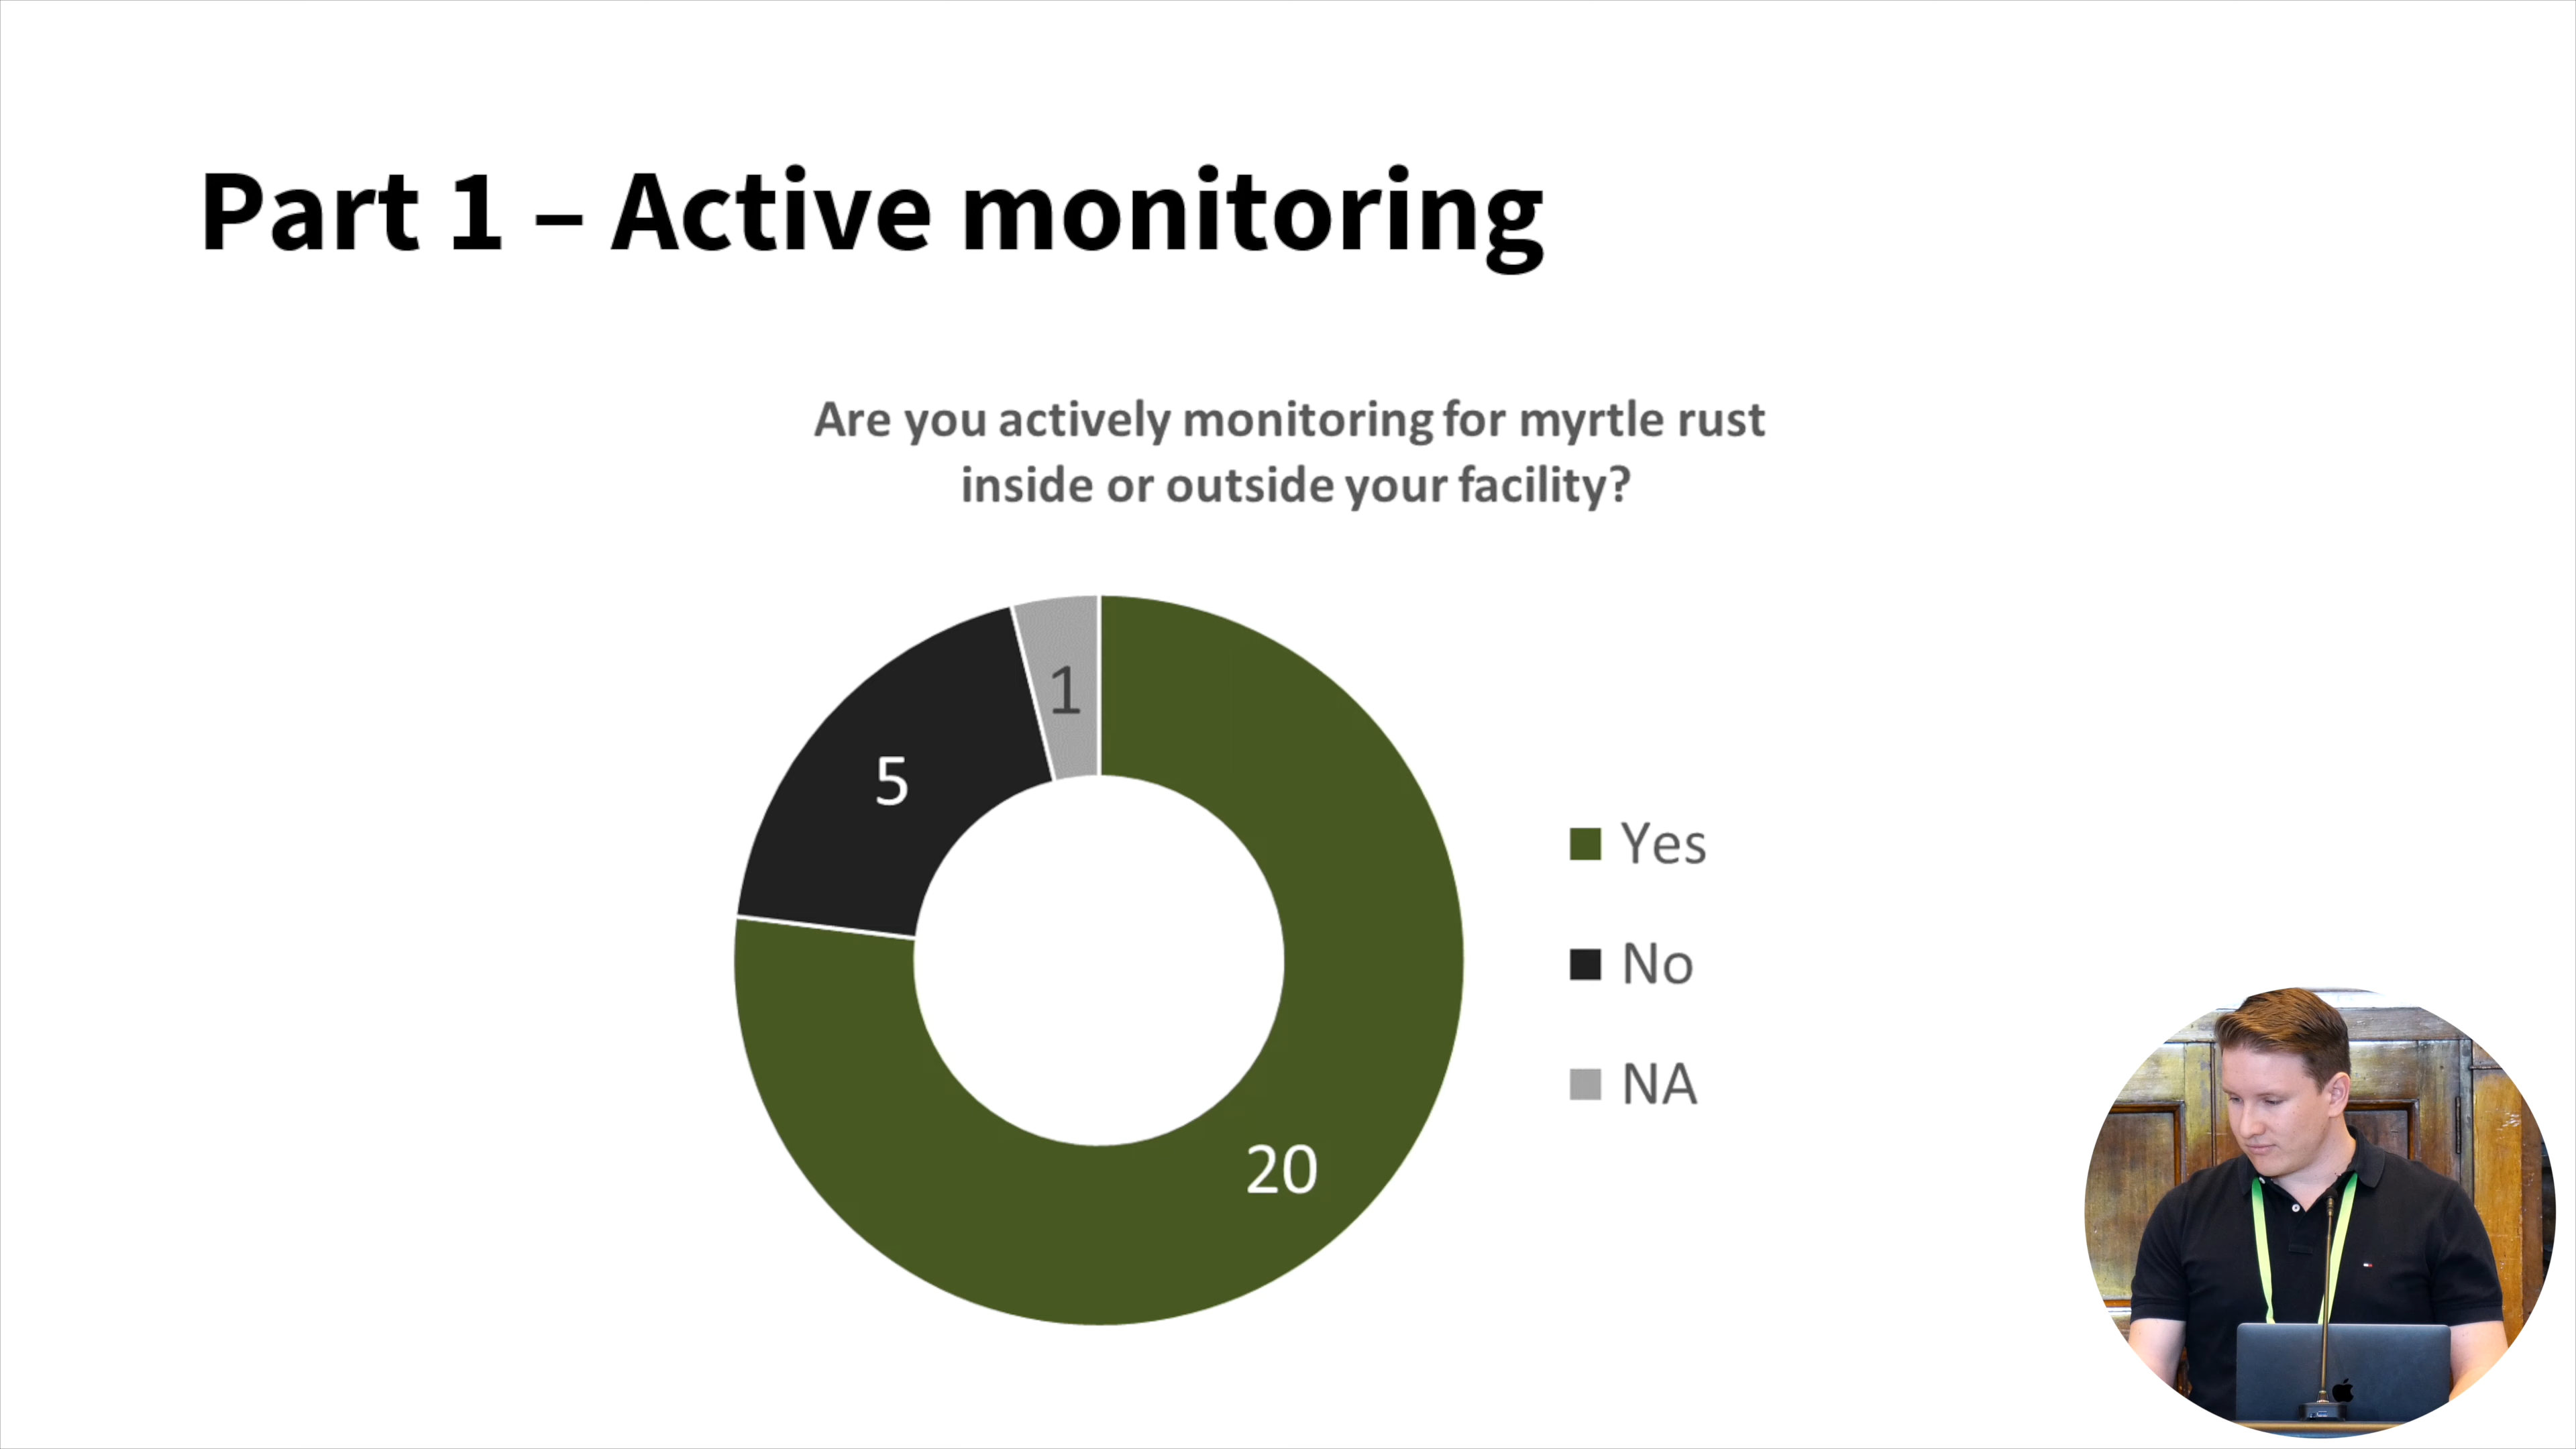 Part 1 – Active monitoring
Are you actively monitoring for myrtle rust
inside or outside your facility?
1
5
20
Yes
No
NA